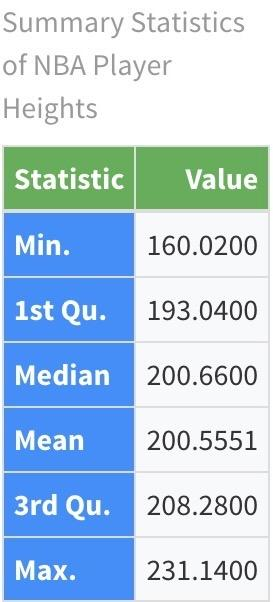 Summary Statistics
of NBA Player
Heights
Statistic Value
Min. 160.0200
1st Qu. 193.0400
Median 200.6600
Mean 200.5551
3rd Qu. 208.2800
Max. 231.1400